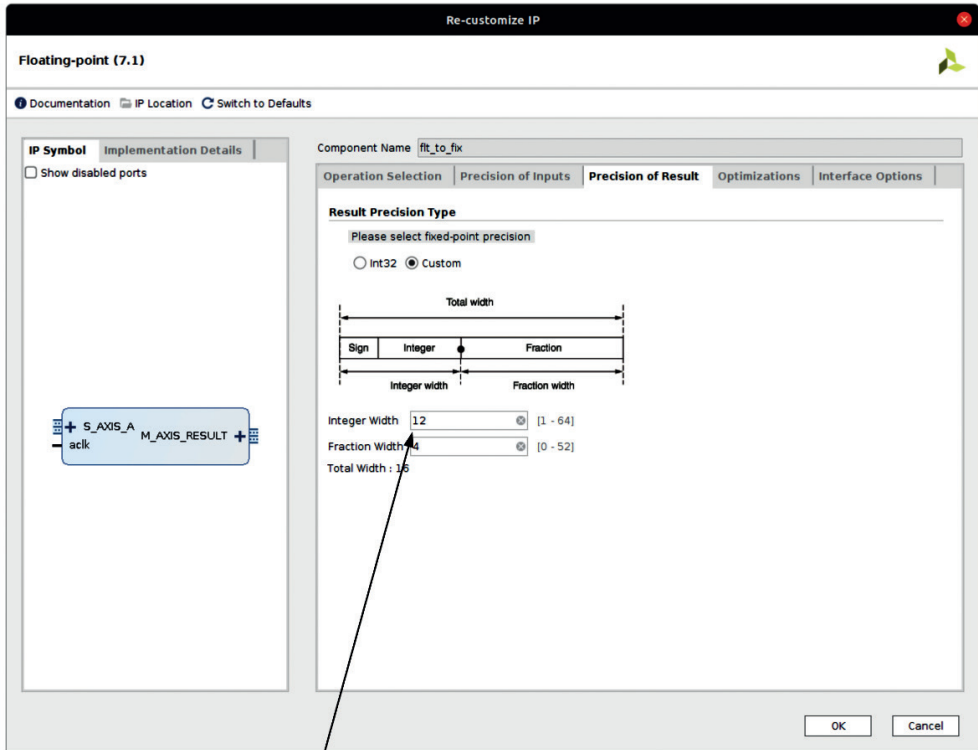 Re-customize IP
Floating-point (7.1)
Documentation IP Location Switch to Defaults
IP Symbol Implementation Details
Show disabled ports
S_AXIS_A
aclk
M_AXIS_RESULT
Component Name flt_to_fix
Operation Selection Precision of Inputs Precision of Result Optimizations Interface Options
Result Precision Type
Please select fixed-point precision
Int32 Custom
Total width
Sign Integer Fraction
Integer width Fraction width
Integer Width 12 [1 - 64]
Fraction Width 4 [0 - 52]
Total Width : 16
OK Cancel